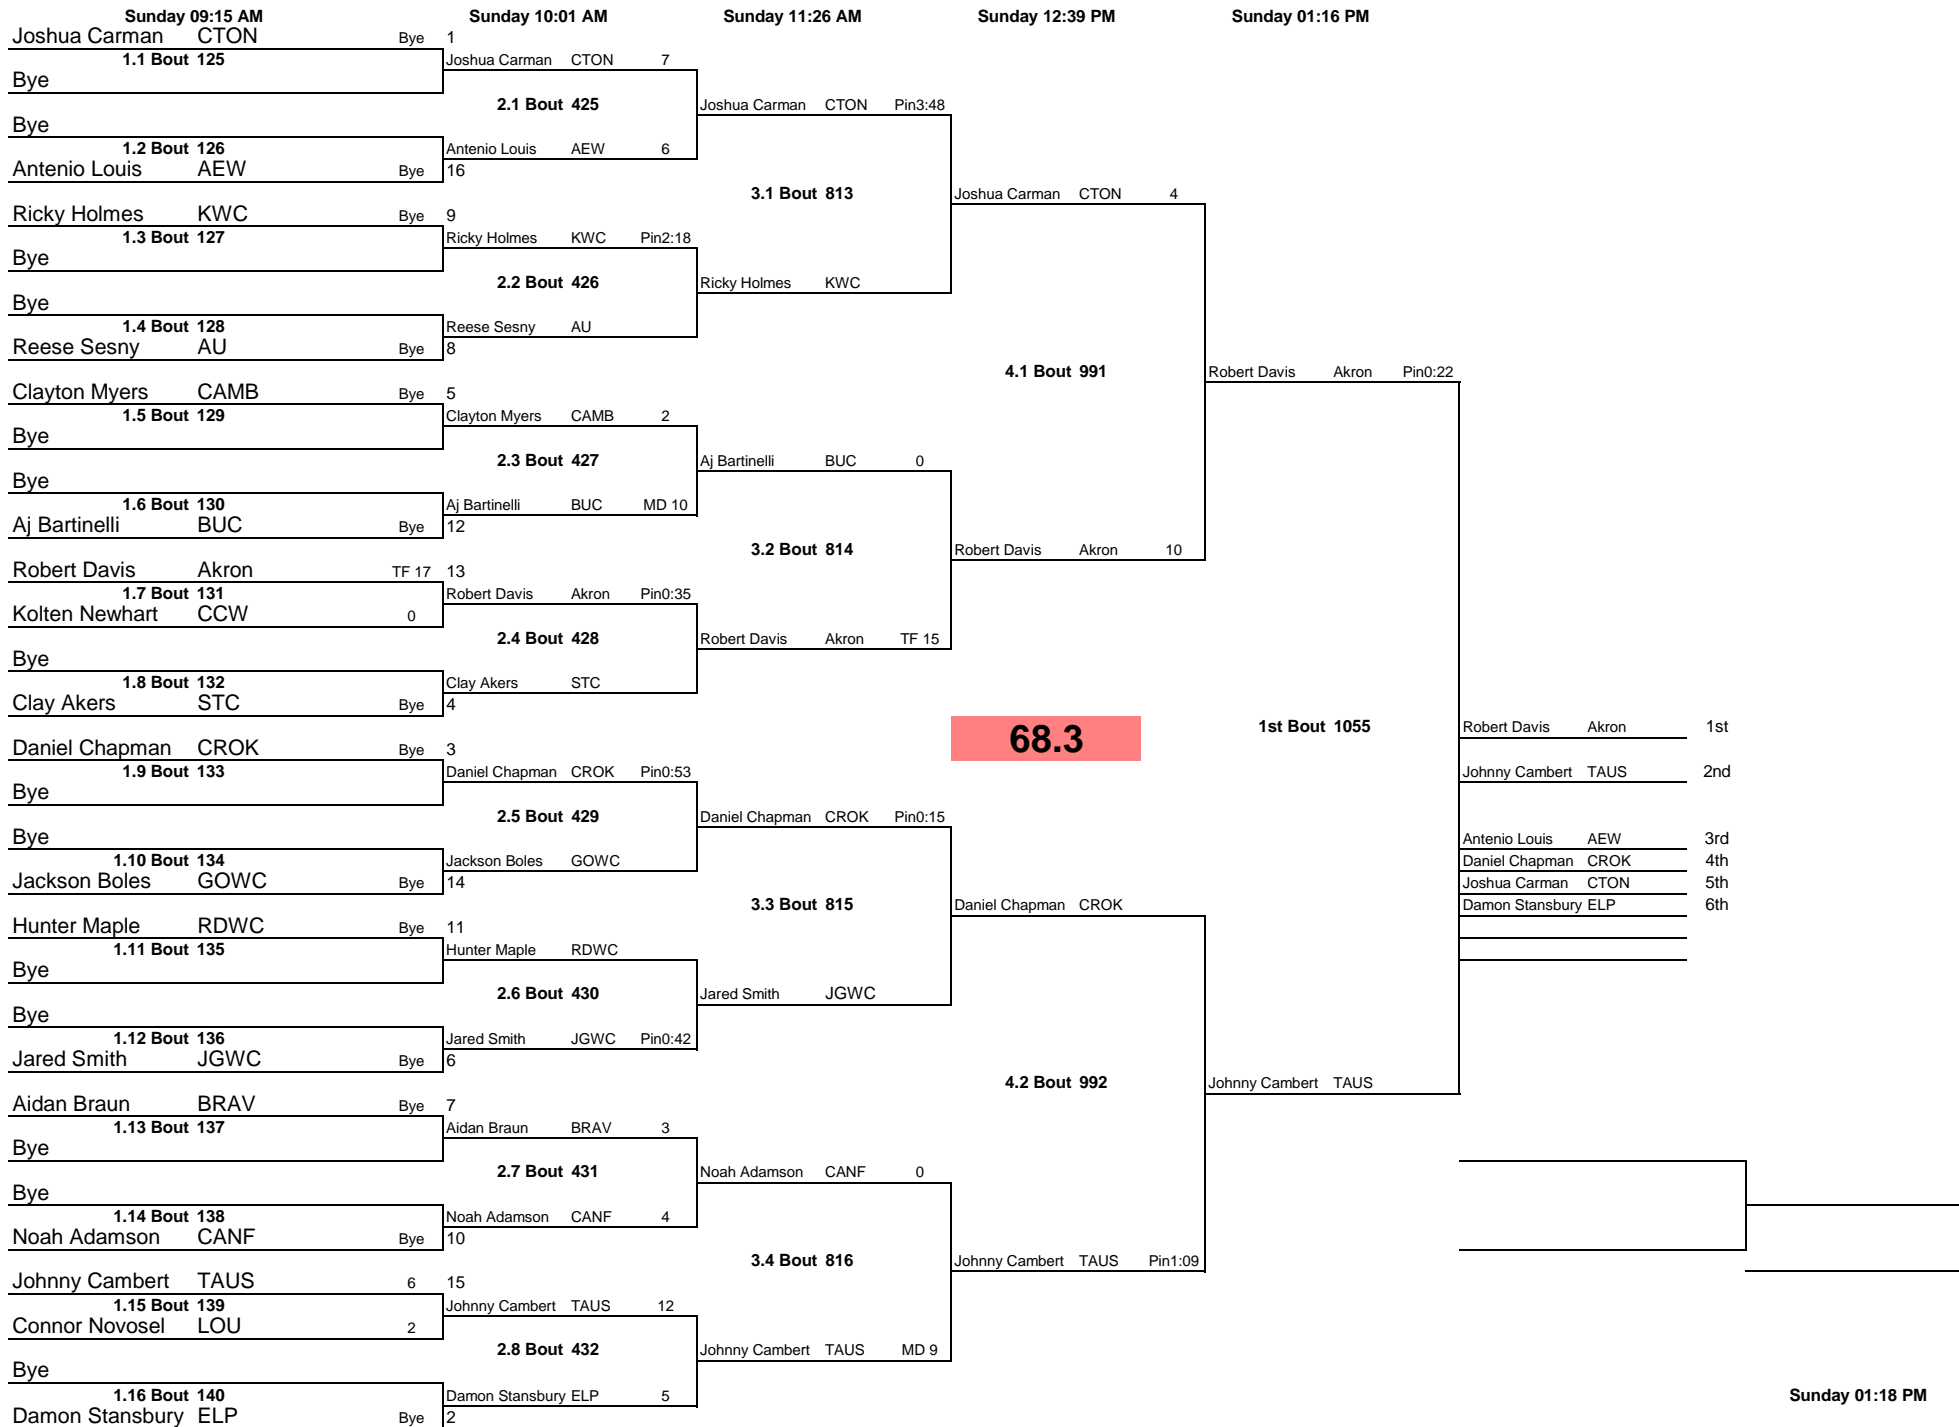 Sunday 09:15 AM Sunday 10:01 AM Sunday 11:26 AM Sunday 12:39 PM Sunday 01:16 PM
Joshua Carman CTON Bye 1
1.1 Bout 125 Joshua Carman CTON 7
Bye
2.1 Bout 425 Joshua Carman CTON Pin3:48
Bye
1.2 Bout 126 Antenio Louis AEW 6
Antenio Louis AEW Bye 16
3.1 Bout 813 Joshua Carman CTON 4
Ricky Holmes KWC Bye 9
1.3 Bout 127 Ricky Holmes KWC Pin2:18
Bye
2.2 Bout 426 Ricky Holmes KWC
Bye
1.4 Bout 128 Reese Sesny AU
Reese Sesny AU Bye 8
4.1 Bout 991 Robert Davis Akron Pin0:22
Clayton Myers CAMB Bye 5
1.5 Bout 129 Clayton Myers CAMB 2
Bye
2.3 Bout 427 Aj Bartinelli BUC 0
Bye
1.6 Bout 130 Aj Bartinelli BUC MD 10
Aj Bartinelli BUC Bye 12
3.2 Bout 814 Robert Davis Akron 10
Robert Davis Akron TF 17 13
1.7 Bout 131 Robert Davis Akron Pin0:35
Kolten Newhart CCW 0
2.4 Bout 428 Robert Davis Akron TF 15
Bye
1.8 Bout 132 Clay Akers STC
Clay Akers STC Bye 4
68.3 1st Bout 1055 Robert Davis Akron 1st
Daniel Chapman CROK Bye 3
1.9 Bout 133 Daniel Chapman CROK Pin0:53 Johnny Cambert TAUS 2nd
Bye
2.5 Bout 429 Daniel Chapman CROK Pin0:15
Bye Antenio Louis AEW 3rd
1.10 Bout 134 Jackson Boles GOWC Daniel Chapman CROK 4th
Jackson Boles GOWC Bye 14 Joshua Carman CTON 5th
3.3 Bout 815 Daniel Chapman CROK Damon Stansbury ELP 6th
Hunter Maple RDWC Bye 11
1.11 Bout 135 Hunter Maple RDWC
Bye
2.6 Bout 430 Jared Smith JGWC
Bye
1.12 Bout 136 Jared Smith JGWC Pin0:42
Jared Smith JGWC Bye 6
4.2 Bout 992 Johnny Cambert TAUS
Aidan Braun BRAV Bye 7
1.13 Bout 137 Aidan Braun BRAV 3
Bye
2.7 Bout 431 Noah Adamson CANF 0
Bye
1.14 Bout 138 Noah Adamson CANF 4
Noah Adamson CANF Bye 10
3.4 Bout 816 Johnny Cambert TAUS Pin1:09
Johnny Cambert TAUS 6 15
1.15 Bout 139 Johnny Cambert TAUS 12
Connor Novosel LOU 2
2.8 Bout 432 Johnny Cambert TAUS MD 9
Bye
1.16 Bout 140 Damon Stansbury ELP 5 Sunday 01:18 PM
Damon Stansbury ELP Bye 2